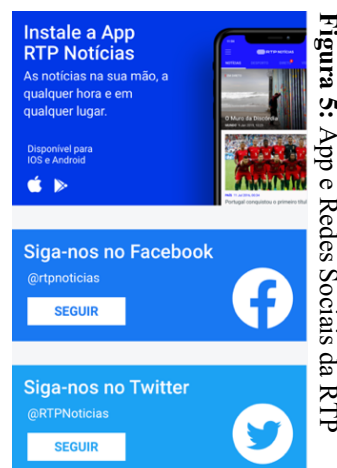 Instale a App
RTP Notícias
As notícias na sua mão, a
qualquer hora e em
qualquer lugar.
Disponível para
IOS e Android
NOTÍCIAS
O Muro da Discórdia
Portugal conquistou o primeiro títul
Siga-nos no Facebook
@rtpnoticias
SEGUIR
Siga-nos no Twitter
@RTPNoticias
SEGUIR
Figura 5: App e Redes Sociais da RTP